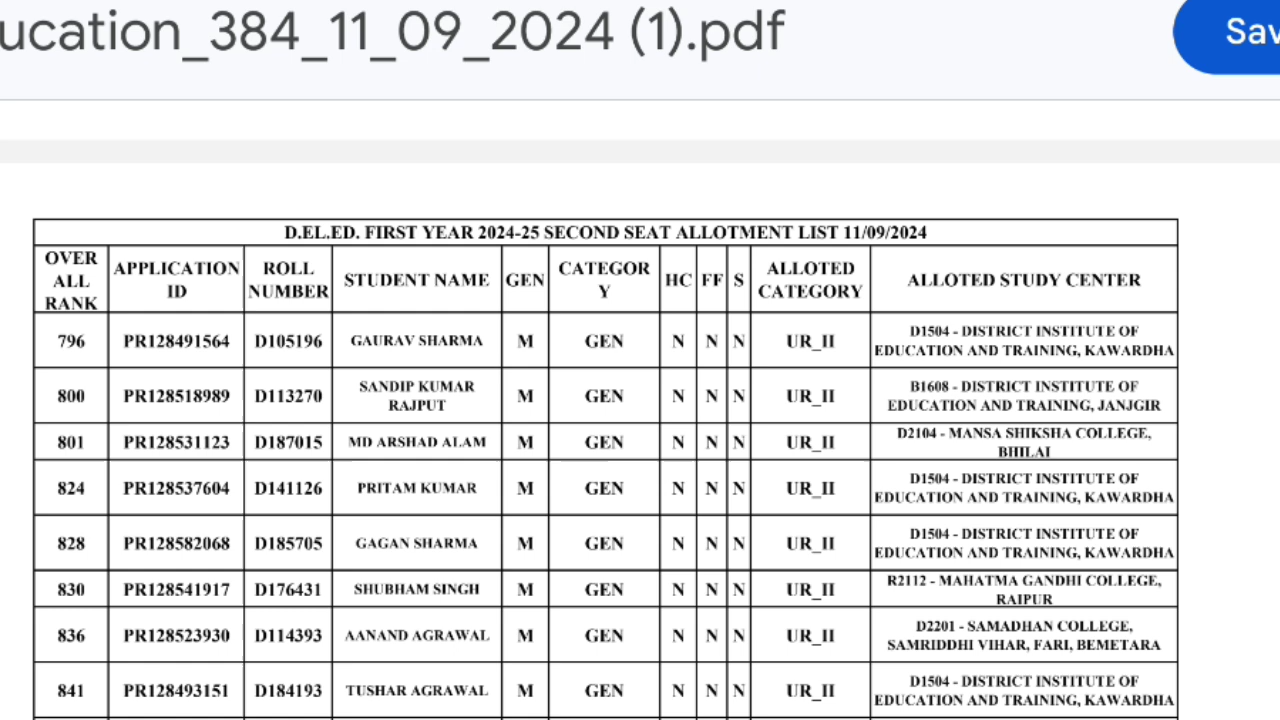 ucation_384_11_09_2024 (1).pdf
Sav
D.EL.ED. FIRST YEAR 2024-25 SECOND SEAT ALLOTMENT LIST 11/09/2024
OVER ALL RANK APPLICATION ID ROLL NUMBER STUDENT NAME GEN CATEGORY HC FF S ALLOTED CATEGORY ALLOTED STUDY CENTER
796 PR128491564 D105196 GAURAV SHARMA M GEN N N N UR_II D1504 - DISTRICT INSTITUTE OF EDUCATION AND TRAINING, KAWARDHA
800 PR128518989 D113270 SANDIP KUMAR RAJPUT M GEN N N N UR_II B1608 - DISTRICT INSTITUTE OF EDUCATION AND TRAINING, JANJGIR
801 PR128531123 D187015 MD ARSHAD ALAM M GEN N N N UR_II D2104 - MANSA SHIKSHA COLLEGE, BHILAI
824 PR128537604 D141126 PRITAM KUMAR M GEN N N N UR_II D1504 - DISTRICT INSTITUTE OF EDUCATION AND TRAINING, KAWARDHA
828 PR128582068 D185705 GAGAN SHARMA M GEN N N N UR_II D1504 - DISTRICT INSTITUTE OF EDUCATION AND TRAINING, KAWARDHA
830 PR128541917 D176431 SHUBHAM SINGH M GEN N N N UR_II R2112 - MAHATMA GANDHI COLLEGE, RAIPUR
836 PR128523930 D114393 AANAND AGRAWAL M GEN N N N UR_II D2201 - SAMADHAN COLLEGE, SAMRIDDHI VIHAR, FARI, BEMETARA
841 PR128493151 D184193 TUSHAR AGRAWAL M GEN N N N UR_II D1504 - DISTRICT INSTITUTE OF EDUCATION AND TRAINING, KAWARDHA